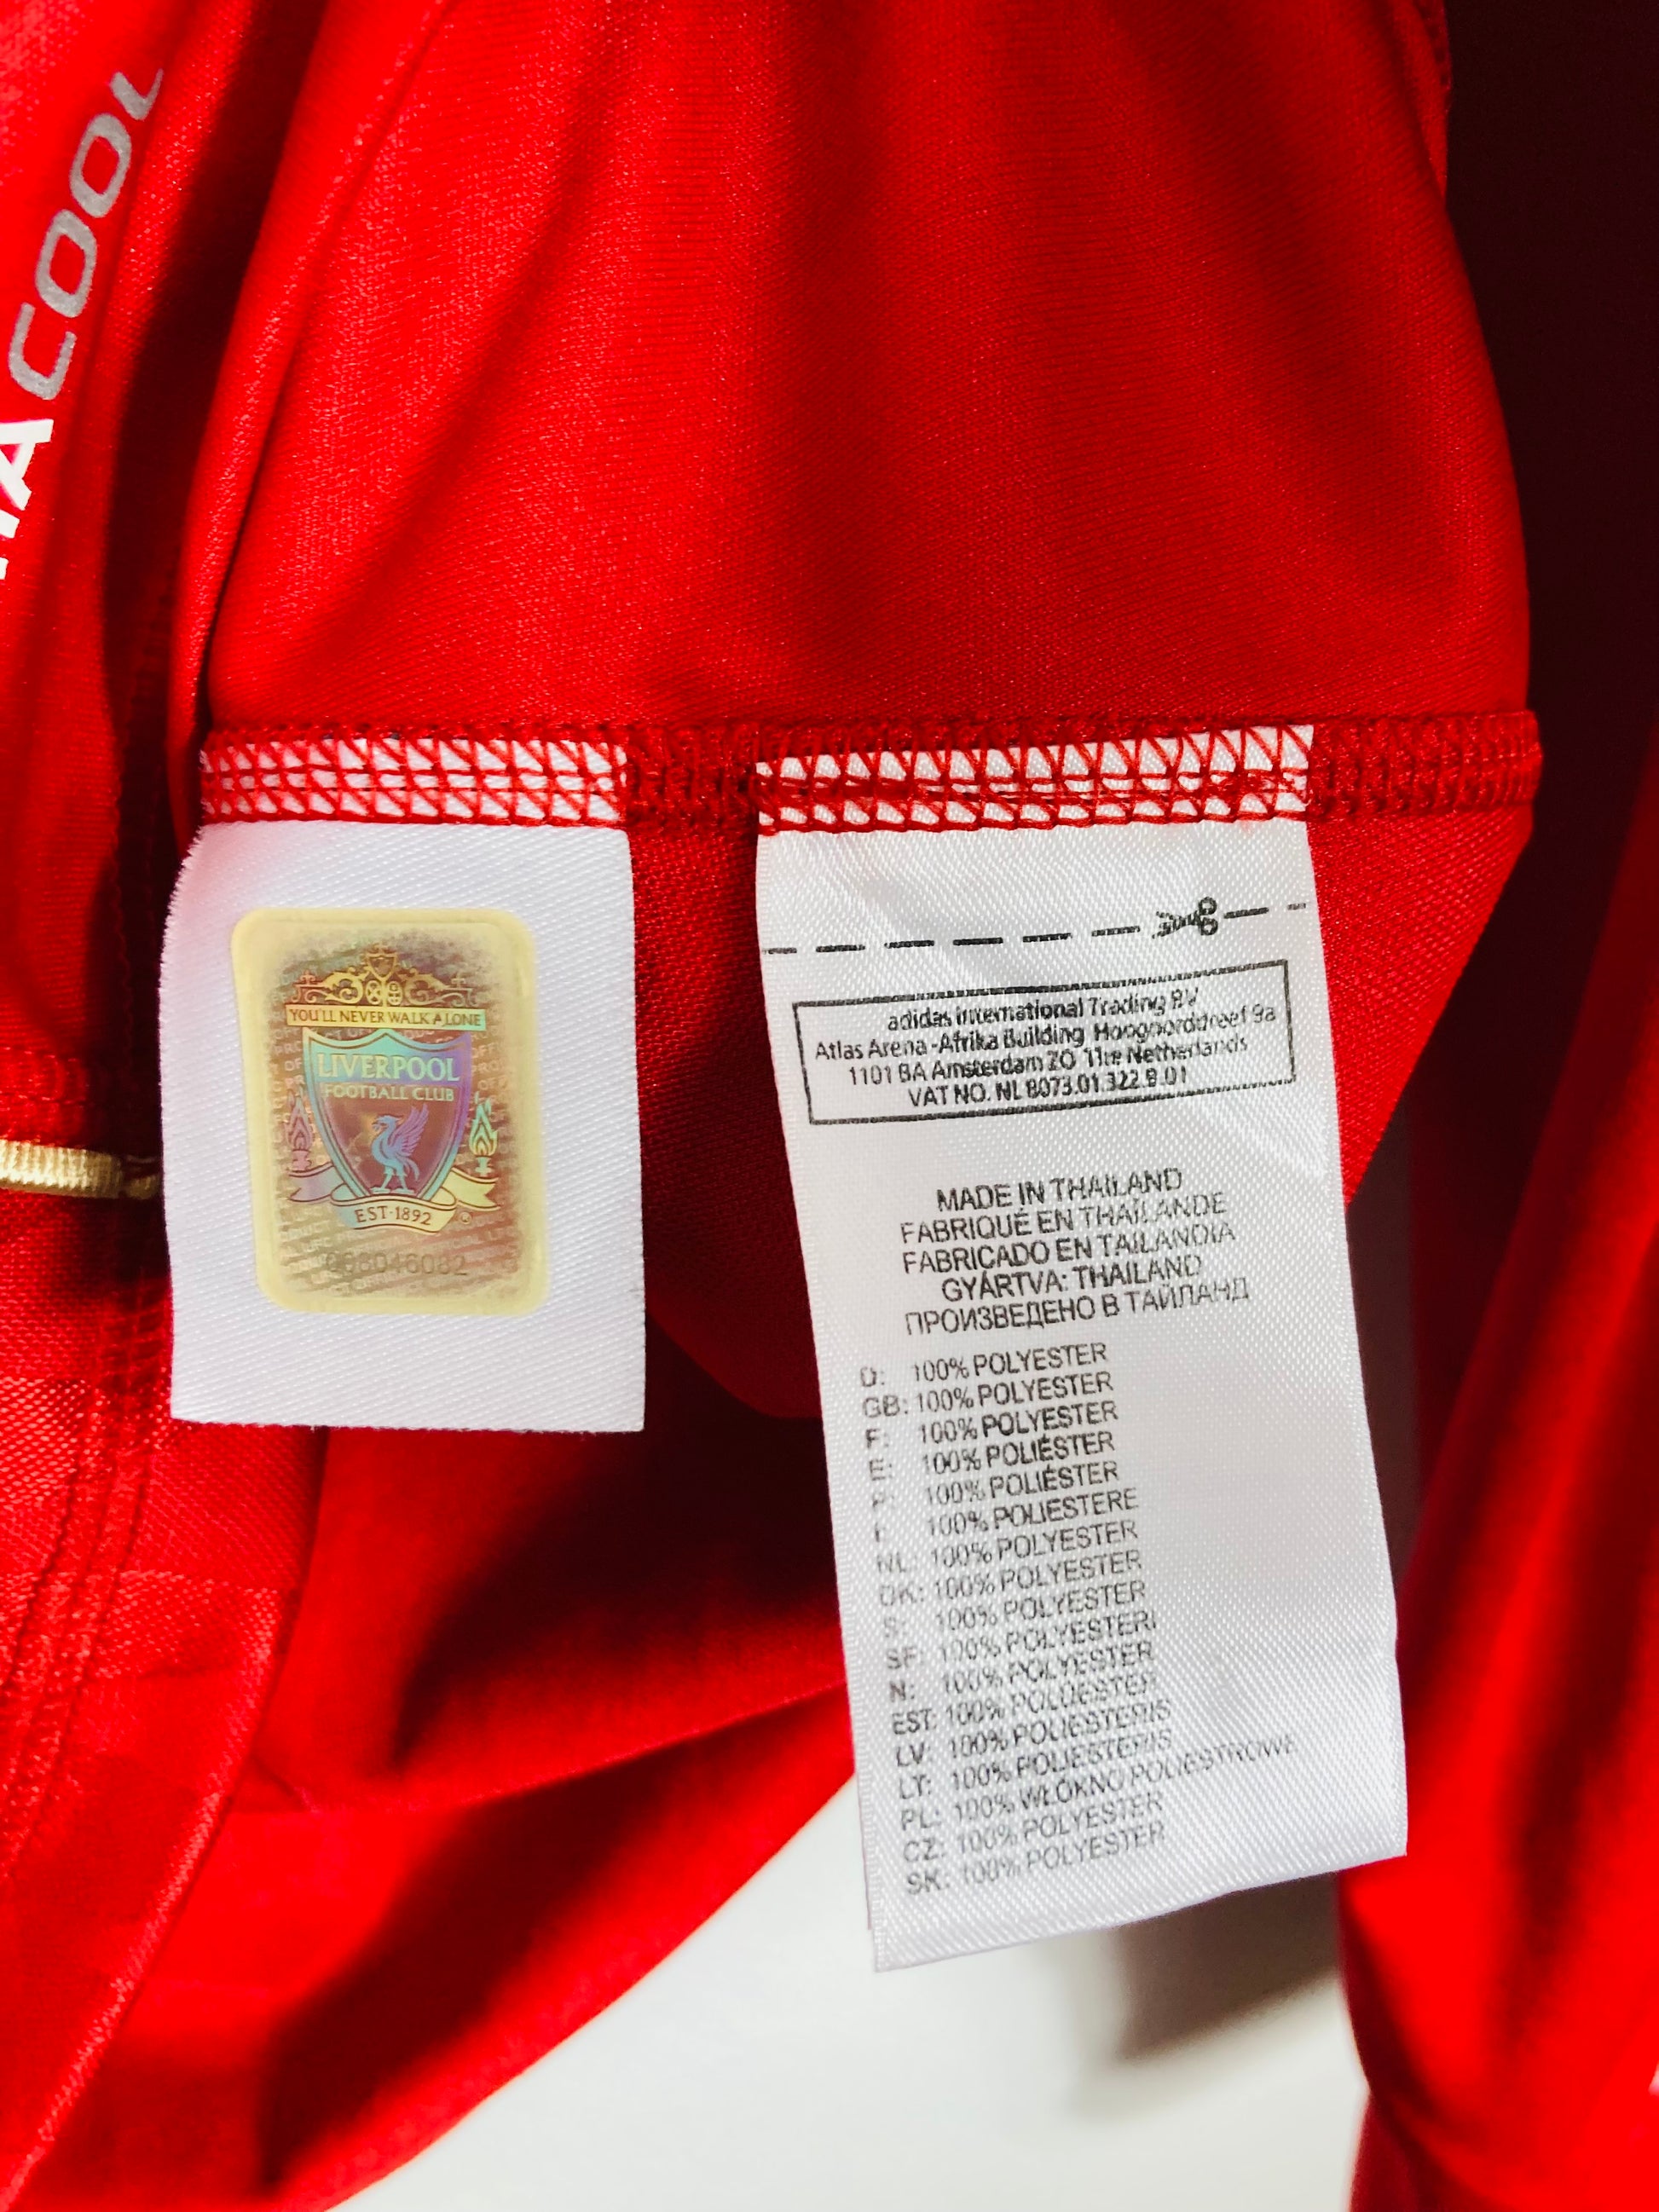 COOL
YOU'LL NEVER WALK ALONE
LIVERPOOL
FOOTBALL CLUB
EST·1892
®
adidas International Trading BV
Atlas Arena - Afrika Building Hoogoorddreef 9a
1101 BA Amsterdam ZO The Netherlands
VAT NO. NL 8073.01.322.B.01
MADE IN THAILAND
FABRIQUÉ EN THAÏLANDE
FABRICADO EN TAILANDIA
GYÁRTVA: THAILAND
ПРОИЗВЕДЕНО В ТАЙЛАНД
D: 100% POLYESTER
GB: 100% POLYESTER
F: 100% POLYESTER
E: 100% POLIÉSTER
P: 100% POLIÉSTER
I: 100% POLIESTERE
NL: 100% POLYESTER
DK: 100% POLYESTER
S: 100% POLYESTER
SF: 100% POLYESTERI
N: 100% POLYESTER
EST: 100% POLÜESTER
LV: 100% POLIESTERIS
LT: 100% POLIESTERIS
PL: 100% WŁÓKNO POLIESTROWE
CZ: 100% POLYESTER
SK: 100% POLYESTER